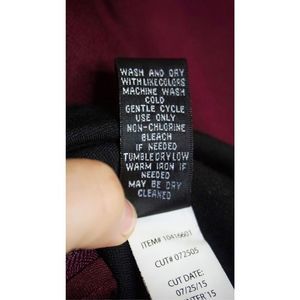 WASH AND DRY
WITH LIKE COLORS
MACHINE WASH
COLD
GENTLE CYCLE
USE ONLY
NON-CHLORINE
BLEACH
IF NEEDED
TUMBLE DRY LOW
WARM IRON IF
NEEDED
MAY BE DRY
CLEANED
ITEM# 10416601
CUT# 072505
CUT DATE:
07/25/15